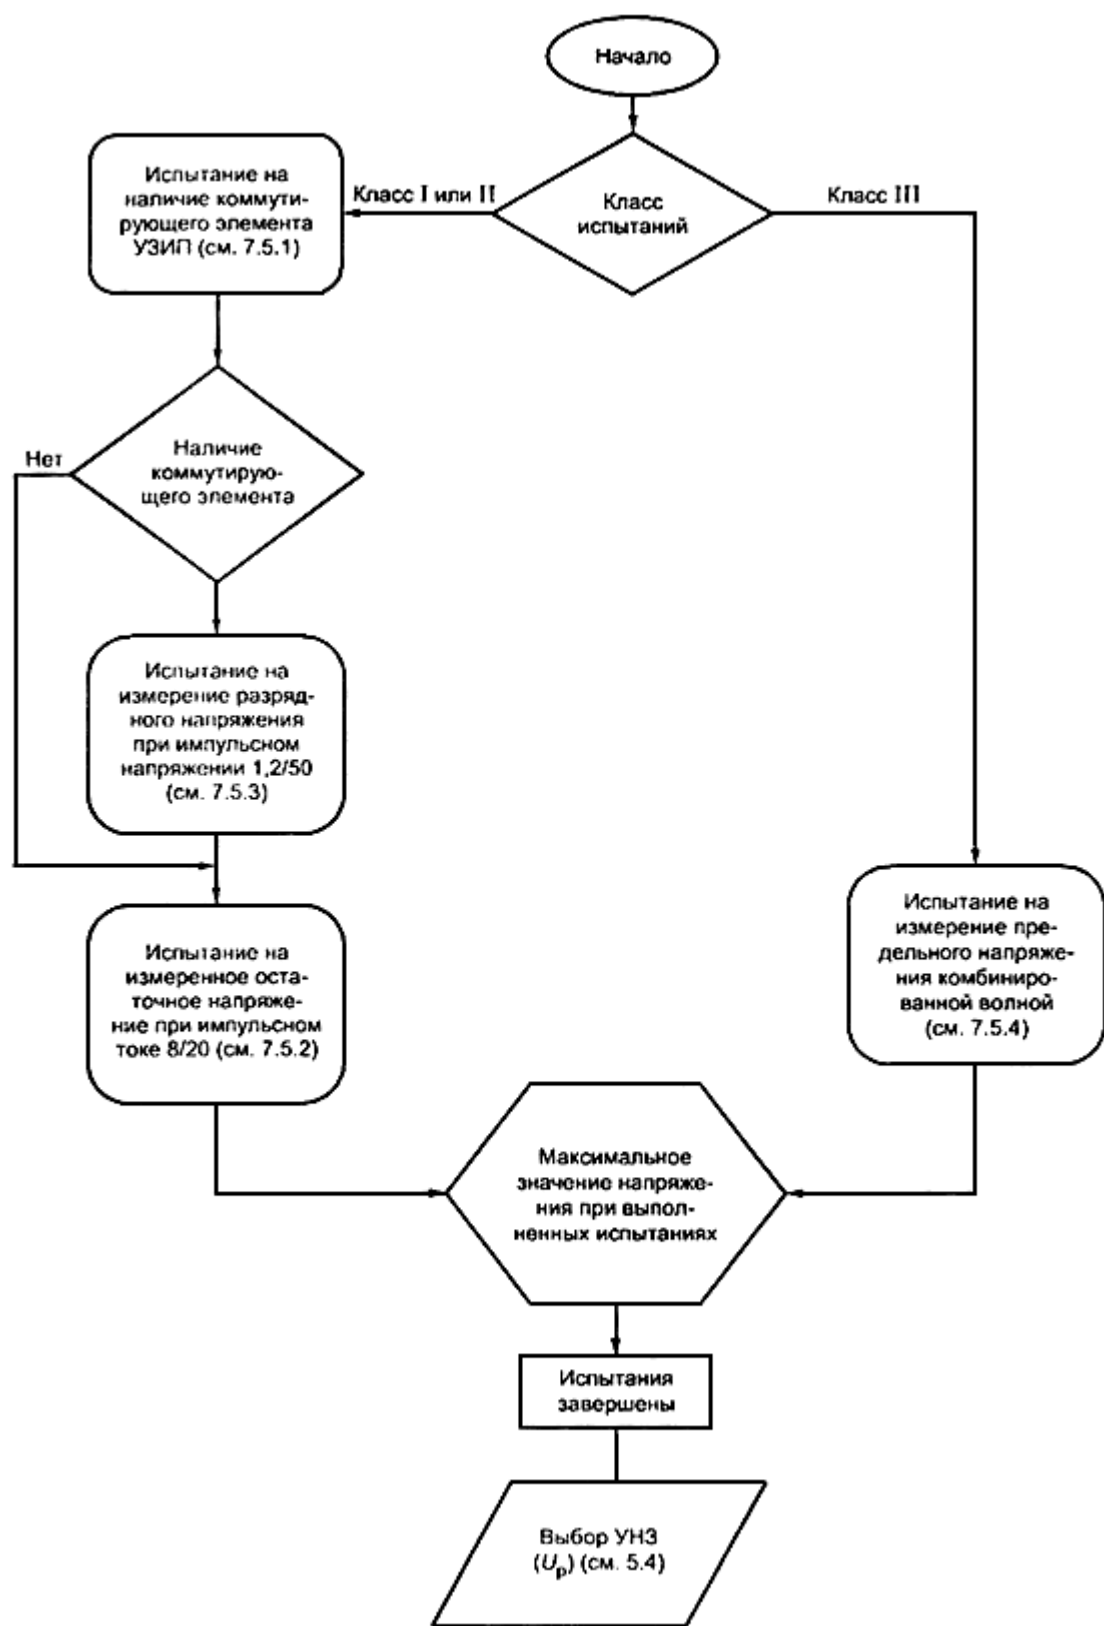 Начало
Испытание на
наличие коммути-
рующего элемента
УЗИП (см. 7.5.1)
Класс I или II
Класс
испытаний
Класс III
Нет
Наличие
коммутирую-
щего элемента
Испытание на
измерение разряд-
ного напряжения
при импульсном
напряжении 1,2/50
(см. 7.5.3)
Испытание на
измеренное оста-
точное напряже-
ние при импульсном
токе 8/20 (см. 7.5.2)
Испытание на
измерение пре-
дельного напряже-
ния комбиниро-
ванной волной
(см. 7.5.4)
Максимальное
значение напряже-
ния при выпол-
ненных испытаниях
Испытания
завершены
Выбор УНЗ
(Uр) (см. 5.4)